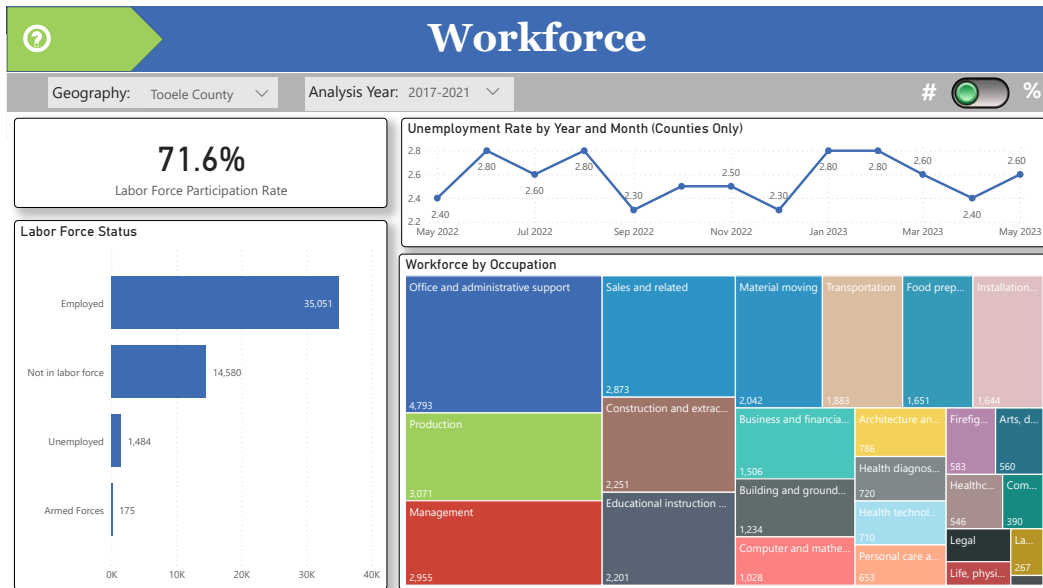 Workforce
Geography: Tooele County
Analysis Year: 2017-2021
# %
71.6%
Labor Force Participation Rate
Unemployment Rate by Year and Month (Counties Only)
2.8
2.6
2.4
2.2
2.40
2.80
2.60
2.80
2.30
2.50
2.30
2.80
2.80
2.60
2.40
2.60
May 2022
Jul 2022
Sep 2022
Nov 2022
Jan 2023
Mar 2023
May 2023
Labor Force Status
Employed
35,051
Not in labor force
14,580
Unemployed
1,484
Armed Forces
175
0K
10K
20K
30K
40K
Workforce by Occupation
Office and administrative support
4,793
Production
3,071
Management
2,955
Sales and related
2,873
Construction and extrac...
2,251
Educational instruction ...
2,201
Material moving
2,042
Transportation
1,883
Food prep...
1,651
Installation...
1,644
Business and financia...
1,506
Building and ground...
1,234
Computer and mathe...
1,028
Architecture an...
786
Health diagnos...
720
Health technol...
710
Personal care a...
653
Firefig...
583
Arts, d...
560
Healthc...
546
Com...
390
Legal
La...
267
Life, physi...